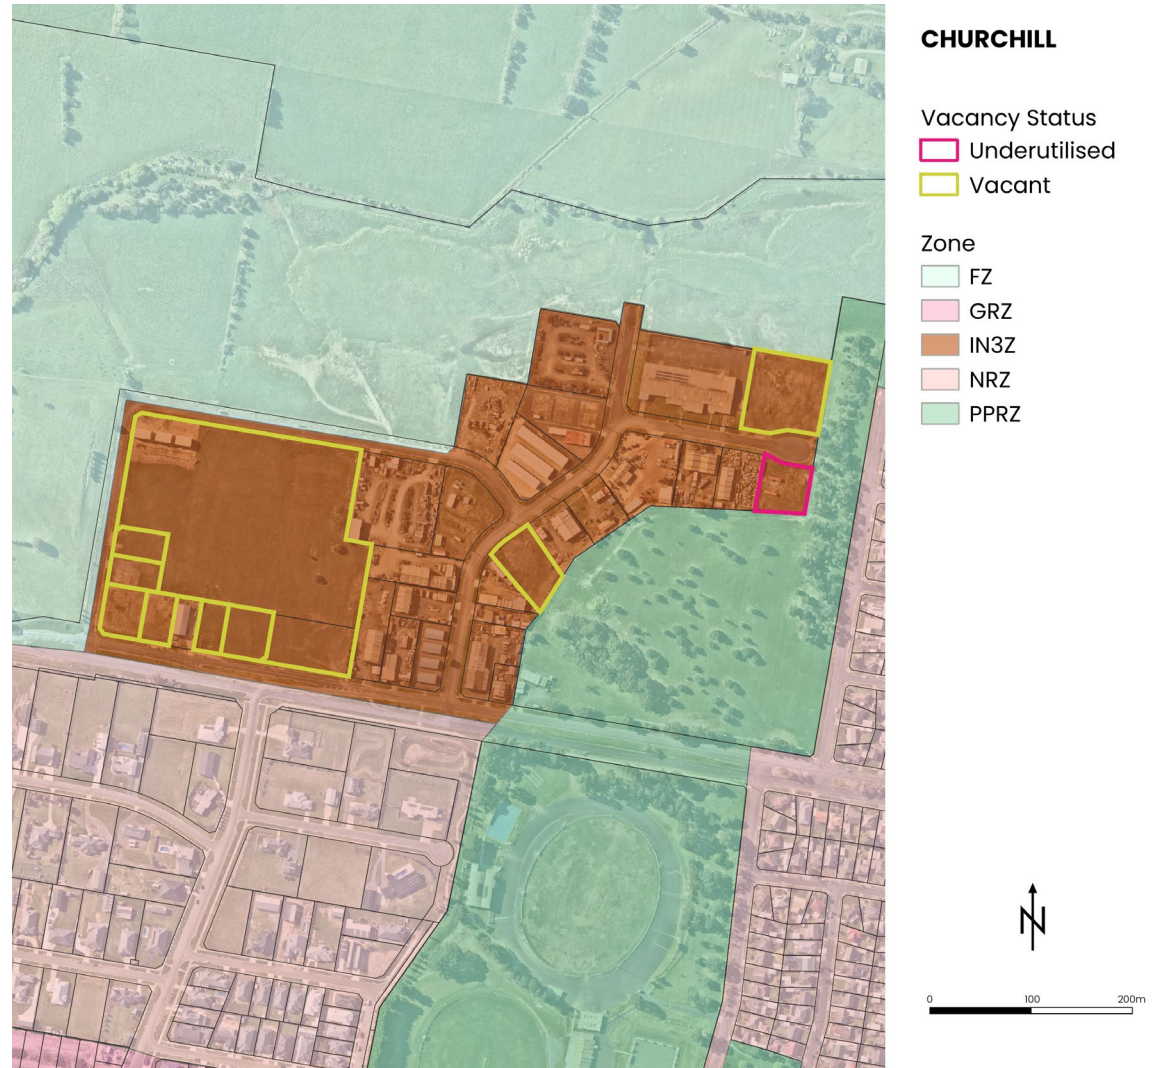 CHURCHILL
Vacancy Status
Underutilised
Vacant
Zone
FZ
GRZ
IN3Z
NRZ
PPRZ
N
0 100 200m